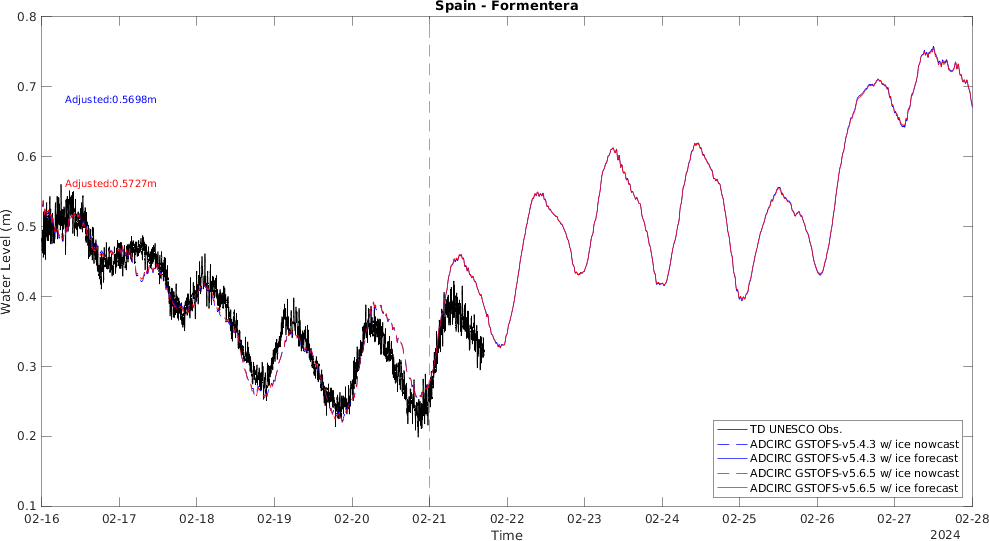 Spain - Formentera
0.8
0.7
0.6
0.5
0.4
0.3
0.2
0.1
Water Level (m)
Adjusted:0.5698m
Adjusted:0.5727m
TD UNESCO Obs.
ADCIRC GSTOFS-v5.4.3 w/ ice nowcast
ADCIRC GSTOFS-v5.4.3 w/ ice forecast
ADCIRC GSTOFS-v5.6.5 w/ ice nowcast
ADCIRC GSTOFS-v5.6.5 w/ ice forecast
02-16 02-17 02-18 02-19 02-20 02-21 02-22 02-23 02-24 02-25 02-26 02-27 02-28
Time
2024